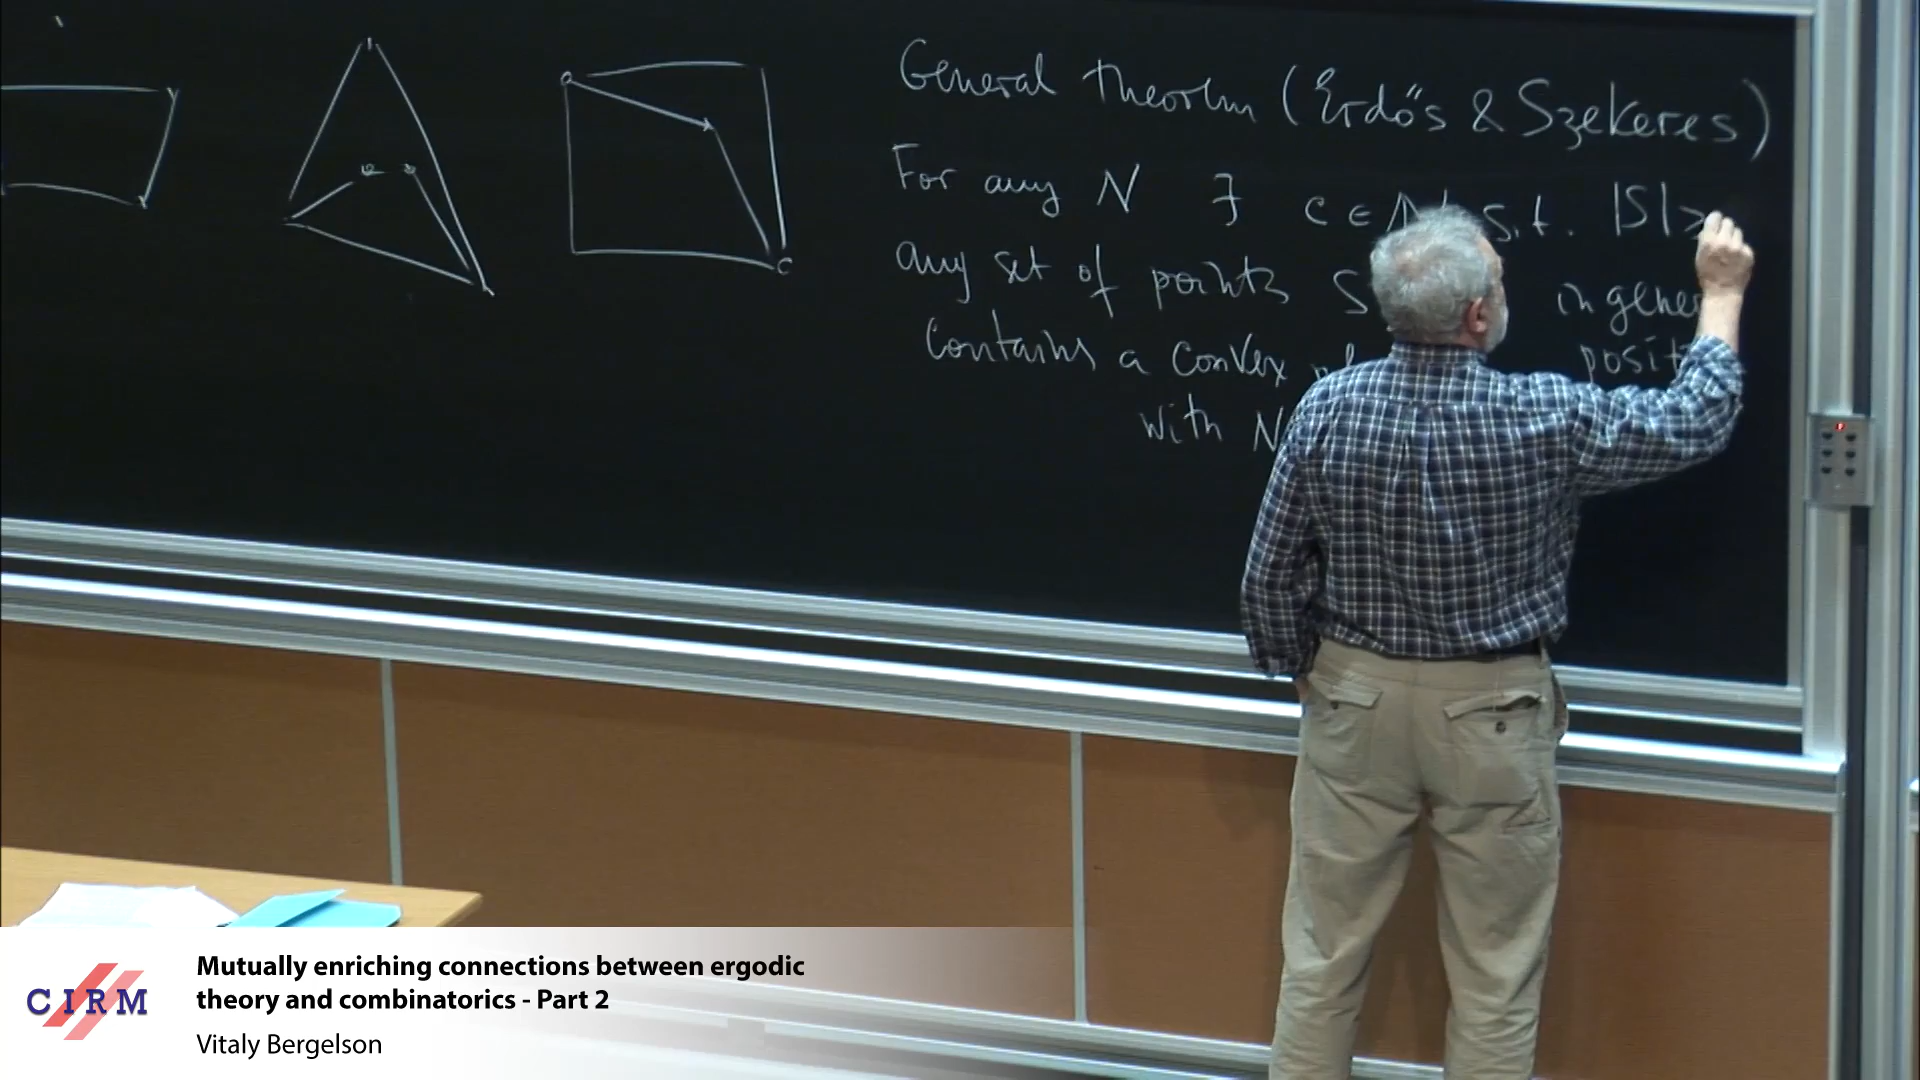 General theorem (Erdős & Szekeres)
For any N ∃ c ∈ N s.t. |S| >
any set of points S in gener
Contains a convex posit
with N
c
CIRM
Mutually enriching connections between ergodic
theory and combinatorics - Part 2
Vitaly Bergelson